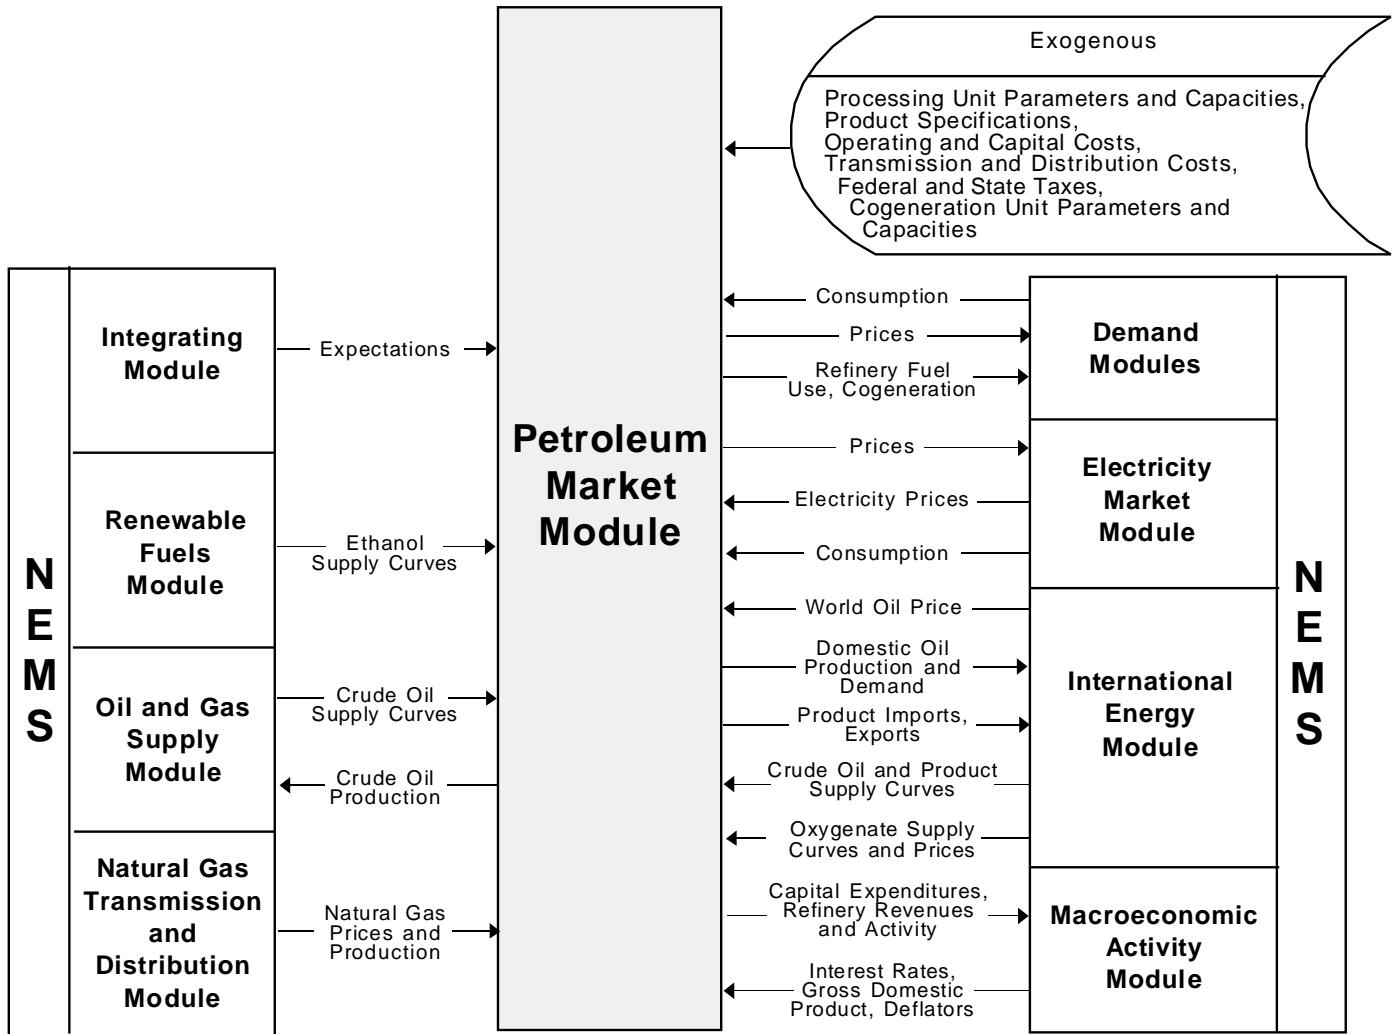 Exogenous
Processing Unit Parameters and Capacities,
Product Specifications,
Operating and Capital Costs,
Transmission and Distribution Costs,
Federal and State Taxes,
Cogeneration Unit Parameters and
Capacities
N
E
M
S
Integrating
Module
Expectations
Renewable
Fuels
Module
Ethanol
Supply Curves
Oil and Gas
Supply
Module
Crude Oil
Supply Curves
Crude Oil
Production
Natural Gas
Transmission
and
Distribution
Module
Natural Gas
Prices and
Production
Petroleum
Market
Module
Consumption
Prices
Refinery Fuel
Use, Cogeneration
Demand
Modules
Prices
Electricity Prices
Consumption
Electricity
Market
Module
World Oil Price
Domestic Oil
Production and
Demand
Product Imports,
Exports
Crude Oil and Product
Supply Curves
Oxygenate Supply
Curves and Prices
International
Energy
Module
Capital Expenditures,
Refinery Revenues
and Activity
Interest Rates,
Gross Domestic
Product, Deflators
Macroeconomic
Activity
Module
N
E
M
S